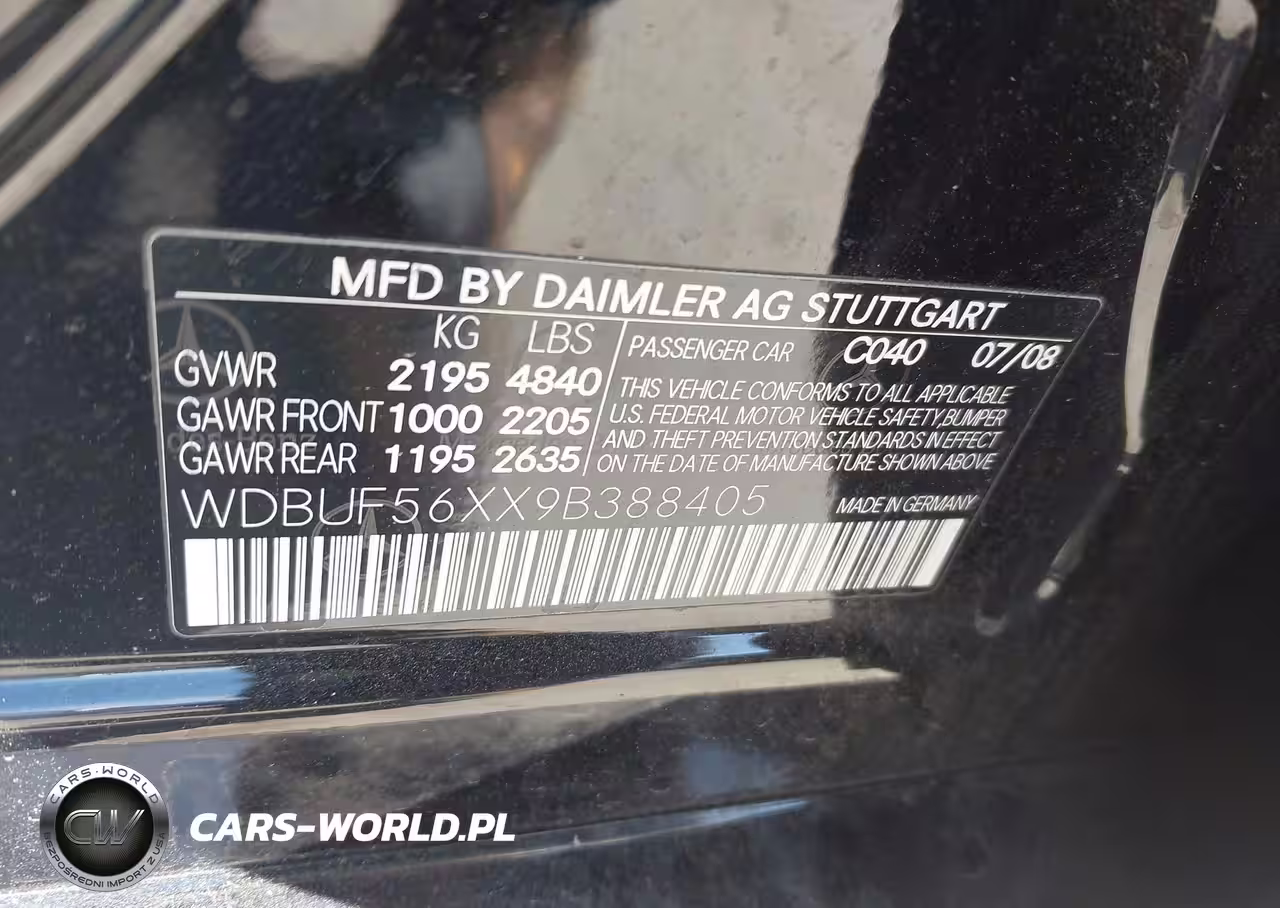 MFD BY DAIMLER AG STUTTGART
KG LBS
GVWR 2195 4840
GAWR FRONT 1000 2205
GAWR REAR 1195 2635
PASSENGER CAR C040 07/08
THIS VEHICLE CONFORMS TO ALL APPLICABLE
U.S. FEDERAL MOTOR VEHICLE SAFETY, BUMPER
AND THEFT PREVENTION STANDARDS IN EFFECT
ON THE DATE OF MANUFACTURE SHOWN ABOVE
WDBUF56XX9B388405
MADE IN GERMANY
CARS-WORLD
CW
BEZPOŚREDNI IMPORT Z USA
CARS-WORLD.PL